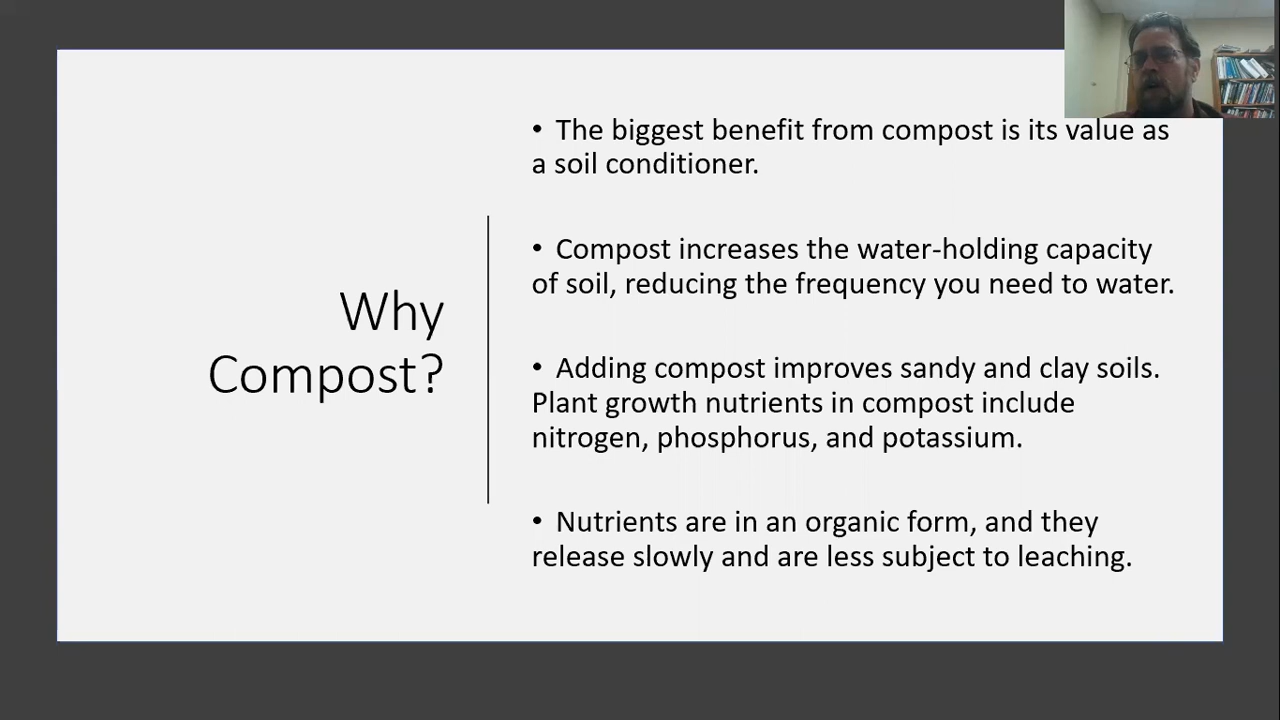 Why
Compost?
• The biggest benefit from compost is its value as
a soil conditioner.
• Compost increases the water-holding capacity
of soil, reducing the frequency you need to water.
• Adding compost improves sandy and clay soils.
Plant growth nutrients in compost include
nitrogen, phosphorus, and potassium.
• Nutrients are in an organic form, and they
release slowly and are less subject to leaching.